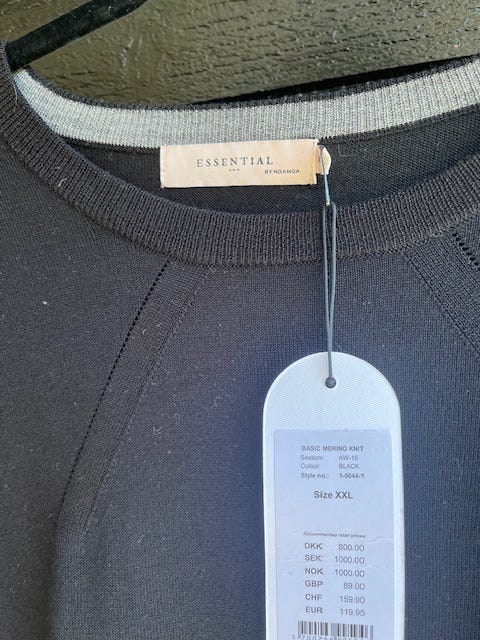 ESSENTIAL
BY NOA NOA
BASIC MERINO KNIT
Season: AW-16
Colour: BLACK
Style no.: 1-9044-1
Size XXL
Recommended retail prices
DKK 800.00
SEK 1000.00
NOK 1000.00
GBP 89.00
CHF 159.90
EUR 119.95